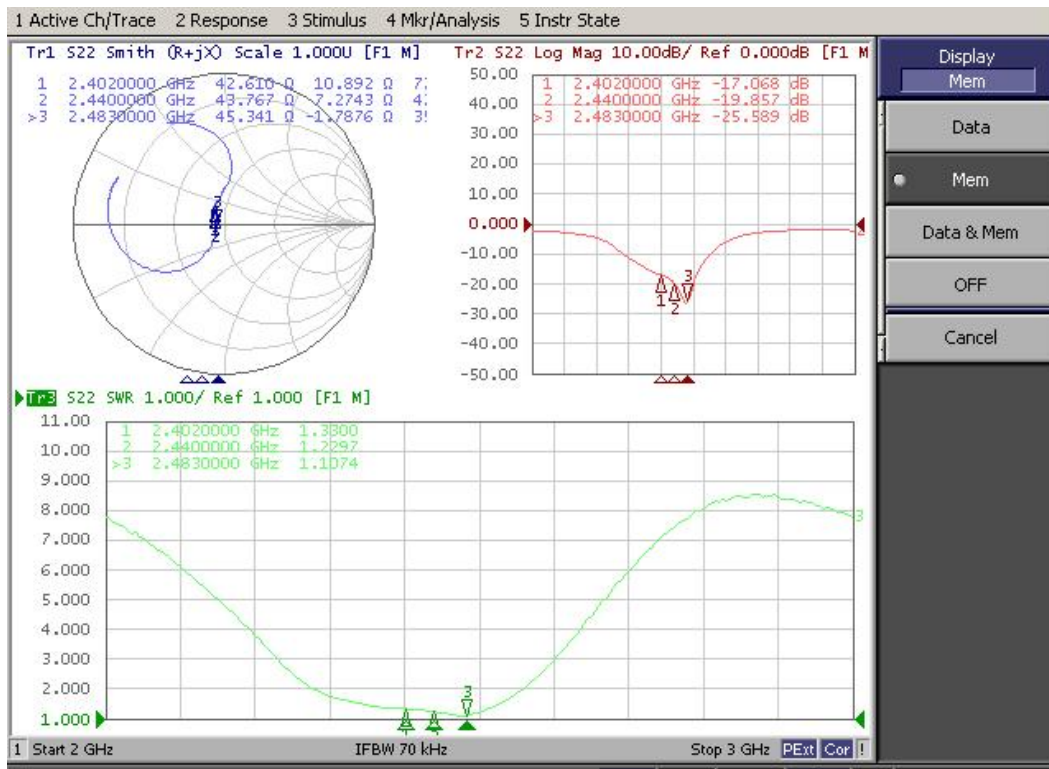 1 Active Ch/Trace 2 Response 3 Stimulus 4 Mkr/Analysis 5 Instr State
Tr1 S22 Smith (R+jX) Scale 1.000U [F1 M]
1 2.4020000 GHz 42.610 Ω 10.892 Ω
2 2.4400000 GHz 43.767 Ω 7.2743 Ω
>3 2.4830000 GHz 45.341 Ω -1.7876 Ω
Tr2 S22 Log Mag 10.00dB/ Ref 0.000dB [F1 M
50.00
40.00
30.00
20.00
10.00
0.000
-10.00
-20.00
-30.00
-40.00
-50.00
1 2.4020000 GHz -17.068 dB
2 2.4400000 GHz -19.857 dB
>3 2.4830000 GHz -25.589 dB
3
1
2
Tr3 S22 SWR 1.000/ Ref 1.000 [F1 M]
11.00
10.00
9.000
8.000
7.000
6.000
5.000
4.000
3.000
2.000
1.000
1 2.4020000 GHz 1.3300
2 2.4400000 GHz 1.2297
>3 2.4830000 GHz 1.1074
3
3
1 Start 2 GHz IFBW 70 kHz Stop 3 GHz PExt Cor !
Display
Mem
Data
Mem
Data & Mem
OFF
Cancel